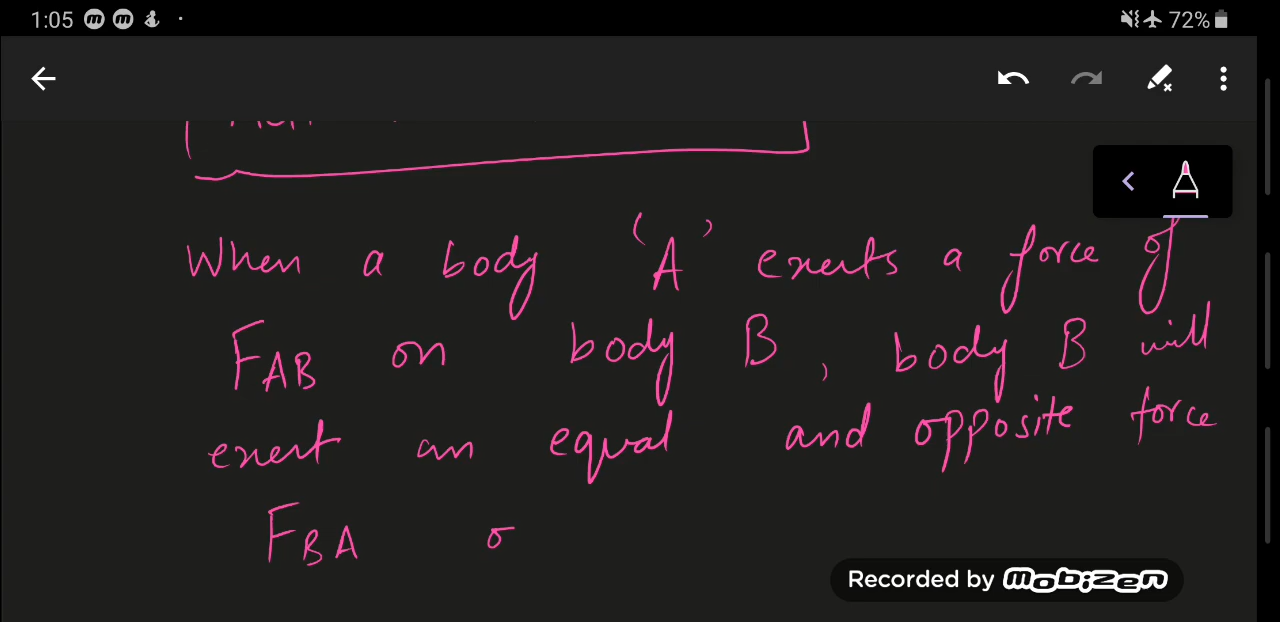 1:05
72%
When a body 'A' exerts a force of
FAB on body B, body B will
exert an equal and opposite force
FBA o
Recorded by mobizen